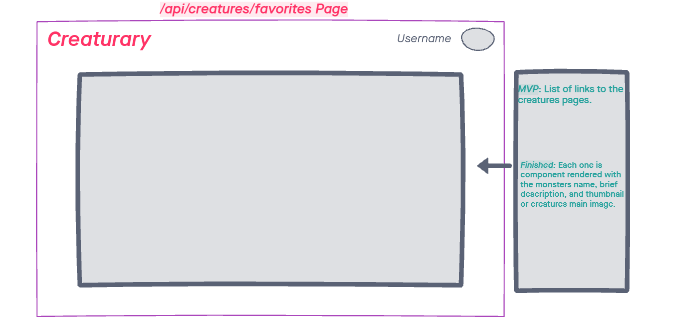 /api/creatures/favorites Page
Creaturary
Username
MVP: List of links to the
creatures pages.
Finished: Each one is
component rendered with
the monsters name, brief
description, and thumbnail
or creatures main image.